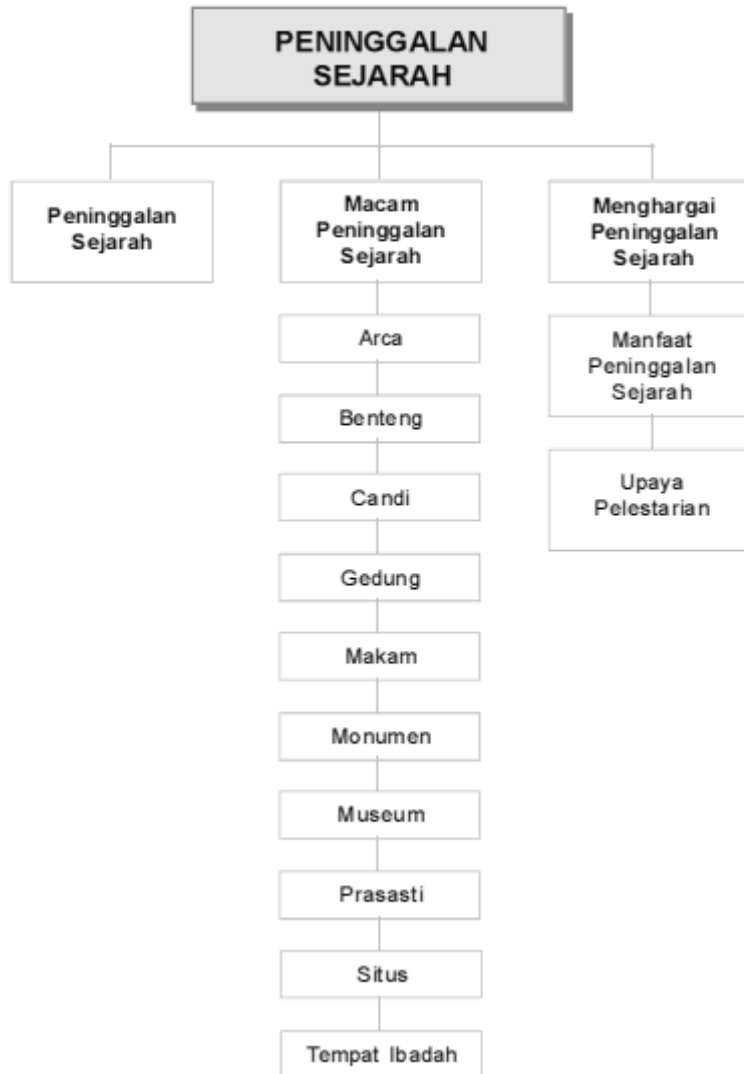 PENINGGALAN
SEJARAH
Peninggalan
Sejarah
Macam
Peninggalan
Sejarah
Arca
Benteng
Candi
Gedung
Makam
Monumen
Museum
Prasasti
Situs
Tempat Ibadah
Menghargai
Peninggalan
Sejarah
Manfaat
Peninggalan
Sejarah
Upaya
Pelestarian